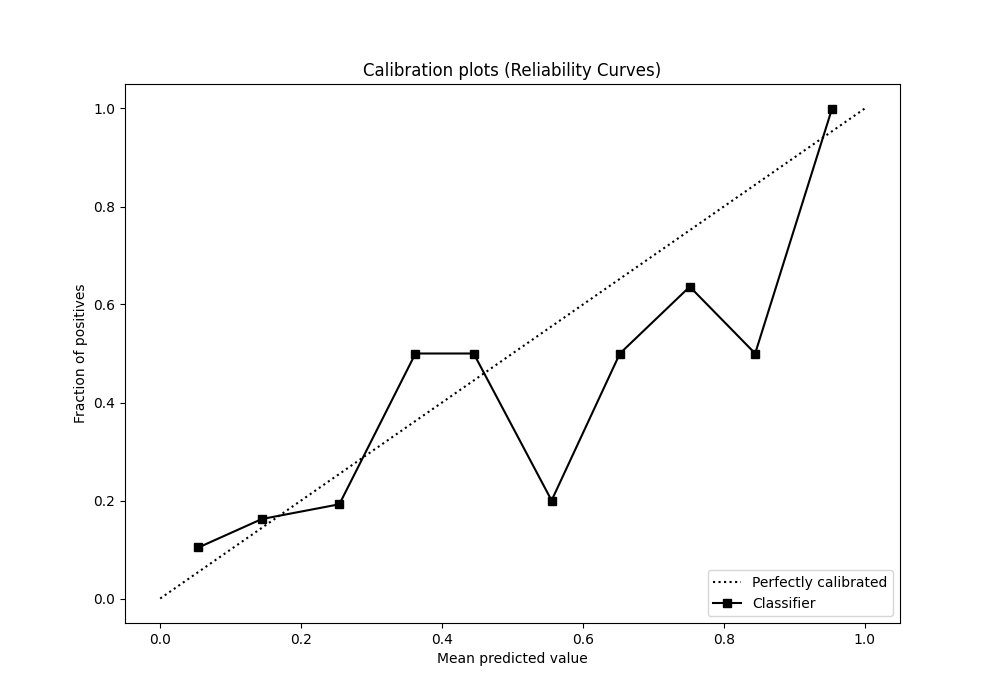 Calibration plots (Reliability Curves)
1.0
0.8
0.6
0.4
0.2
0.0
Fraction of positives
0.0 0.2 0.4 0.6 0.8 1.0
Mean predicted value
Perfectly calibrated
Classifier